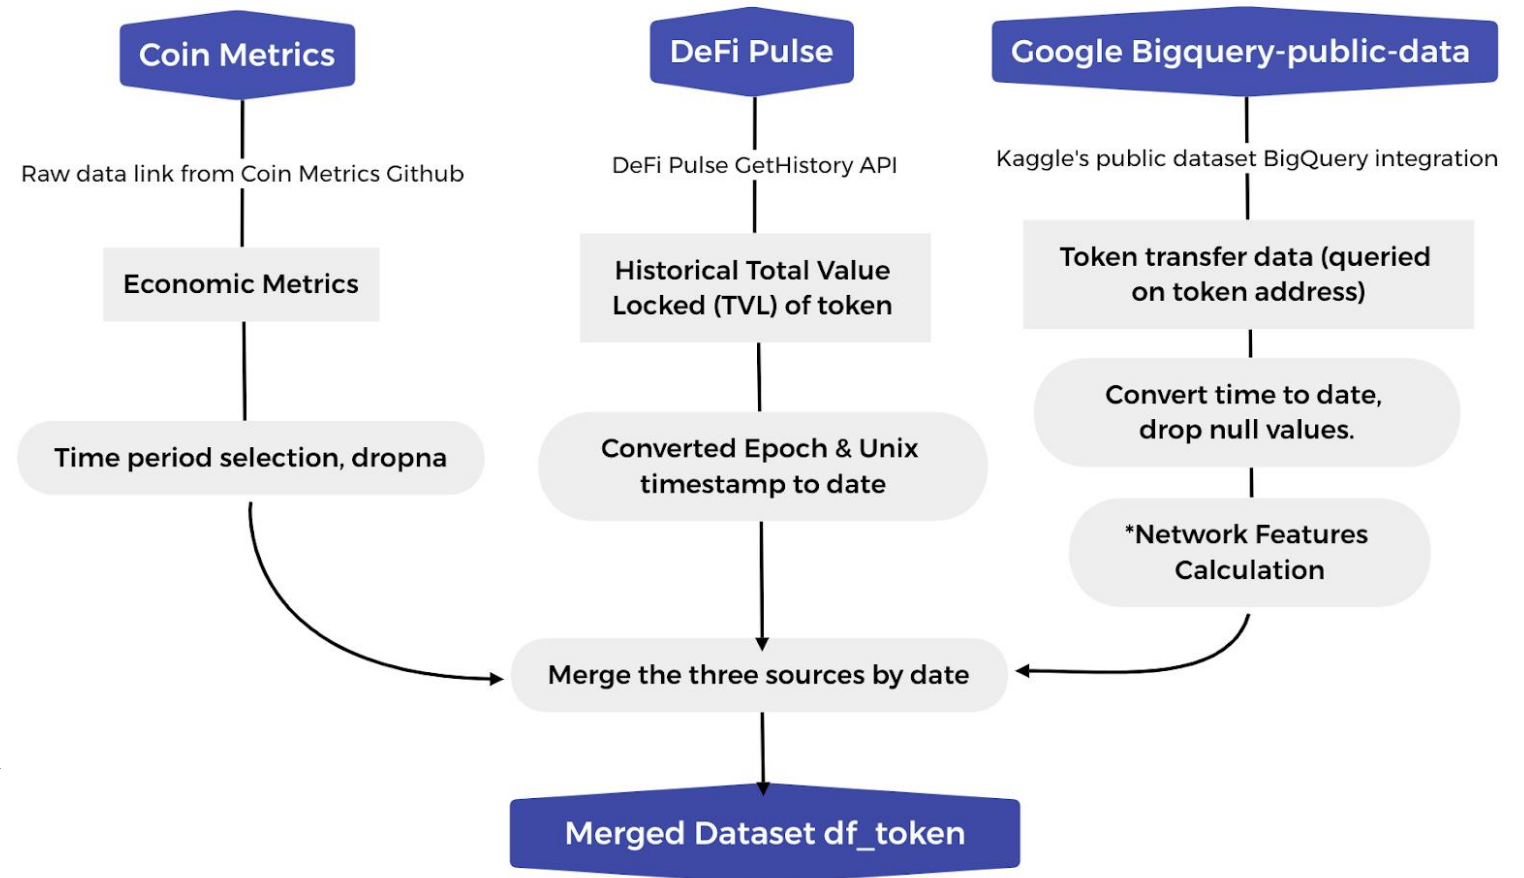 Coin Metrics
DeFi Pulse
Google Bigquery-public-data
Raw data link from Coin Metrics Github
DeFi Pulse GetHistory API
Kaggle's public dataset BigQuery integration
Economic Metrics
Historical Total Value
Locked (TVL) of token
Token transfer data (queried
on token address)
Time period selection, dropna
Converted Epoch & Unix
timestamp to date
Convert time to date,
drop null values.
*Network Features
Calculation
Merge the three sources by date
Merged Dataset df_token